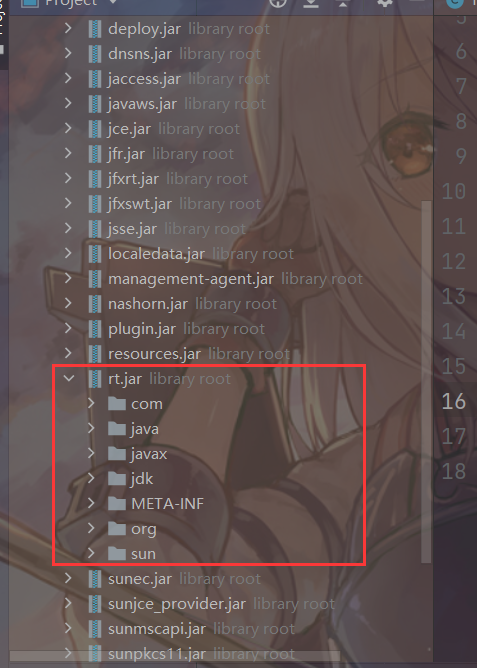 Project
deploy.jar library root
dnsns.jar library root
jaccess.jar library root
javaws.jar library root
jce.jar library root
jfr.jar library root
jfxrt.jar library root
jfxswt.jar library root
jsse.jar library root
localedata.jar library root
management-agent.jar library root
nashorn.jar library root
plugin.jar library root
resources.jar library root
rt.jar library root
com
java
javax
jdk
META-INF
org
sun
sunec.jar library root
sunjce_provider.jar library root
sunmscapi.jar library root
sunpkcs11.jar library root
5
6
7
8
9
10
11
12
13
14
15
16
17
18